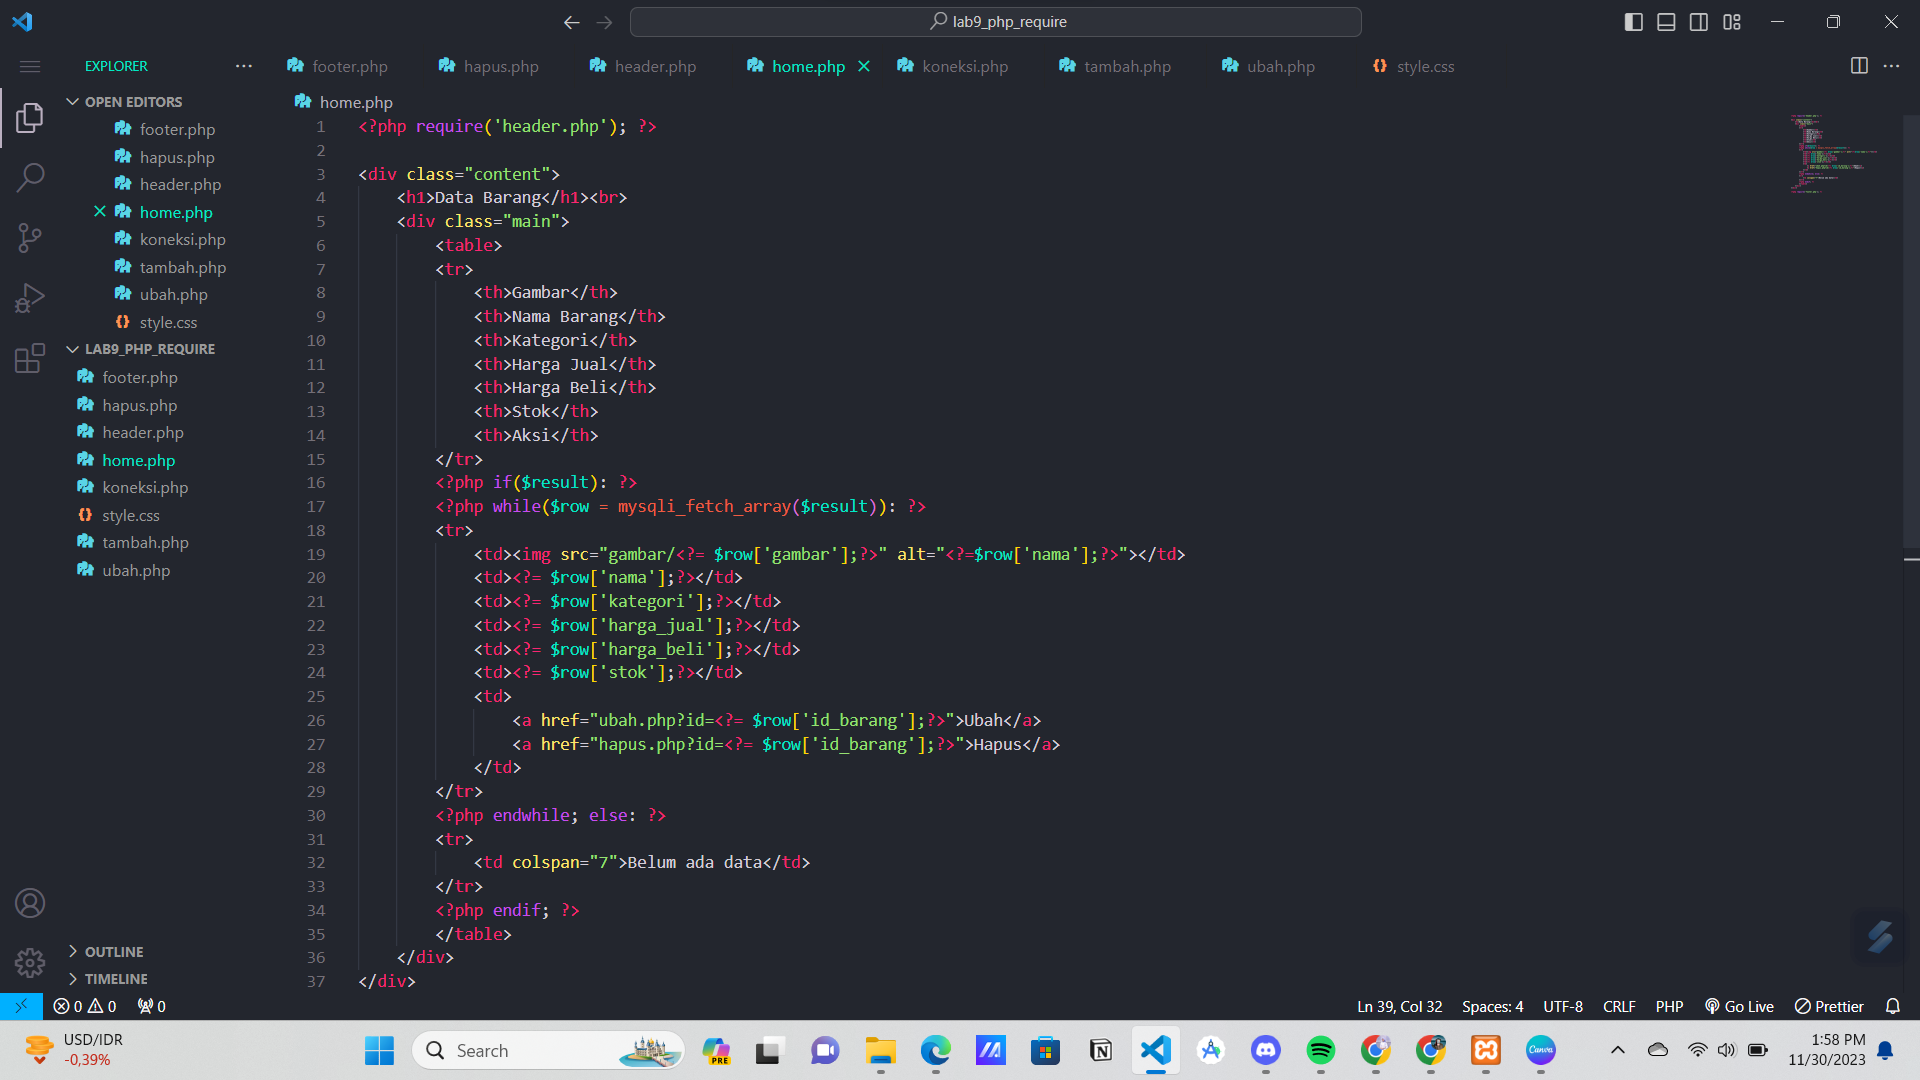 lab9_php_require
EXPLORER
footer.php
hapus.php
header.php
home.php
koneksi.php
tambah.php
ubah.php
style.css
OPEN EDITORS
footer.php
hapus.php
header.php
home.php
koneksi.php
tambah.php
ubah.php
style.css
LAB9_PHP_REQUIRE
footer.php
hapus.php
header.php
home.php
koneksi.php
style.css
tambah.php
ubah.php
OUTLINE
TIMELINE
home.php
1 <?php require('header.php'); ?>
2
3 <div class="content">
4 <h1>Data Barang</h1><br>
5 <div class="main">
6 <table>
7 <tr>
8 <th>Gambar</th>
9 <th>Nama Barang</th>
10 <th>Kategori</th>
11 <th>Harga Jual</th>
12 <th>Harga Beli</th>
13 <th>Stok</th>
14 <th>Aksi</th>
15 </tr>
16 <?php if($result): ?>
17 <?php while($row = mysqli_fetch_array($result)): ?>
18 <tr>
19 <td><img src="gambar/<?= $row['gambar'];?>" alt="<?=$row['nama'];?>"></td>
20 <td><?= $row['nama'];?></td>
21 <td><?= $row['kategori'];?></td>
22 <td><?= $row['harga_jual'];?></td>
23 <td><?= $row['harga_beli'];?></td>
24 <td><?= $row['stok'];?></td>
25 <td>
26 <a href="ubah.php?id=<?= $row['id_barang'];?>">Ubah</a>
27 <a href="hapus.php?id=<?= $row['id_barang'];?>">Hapus</a>
28 </td>
29 </tr>
30 <?php endwhile; else: ?>
31 <tr>
32 <td colspan="7">Belum ada data</td>
33 </tr>
34 <?php endif; ?>
35 </table>
36 </div>
37 </div>
0 0 0
Ln 39, Col 32 Spaces: 4 UTF-8 CRLF PHP Go Live Prettier
USD/IDR
-0,39%
Search
PRE
Canva
1:58 PM
11/30/2023